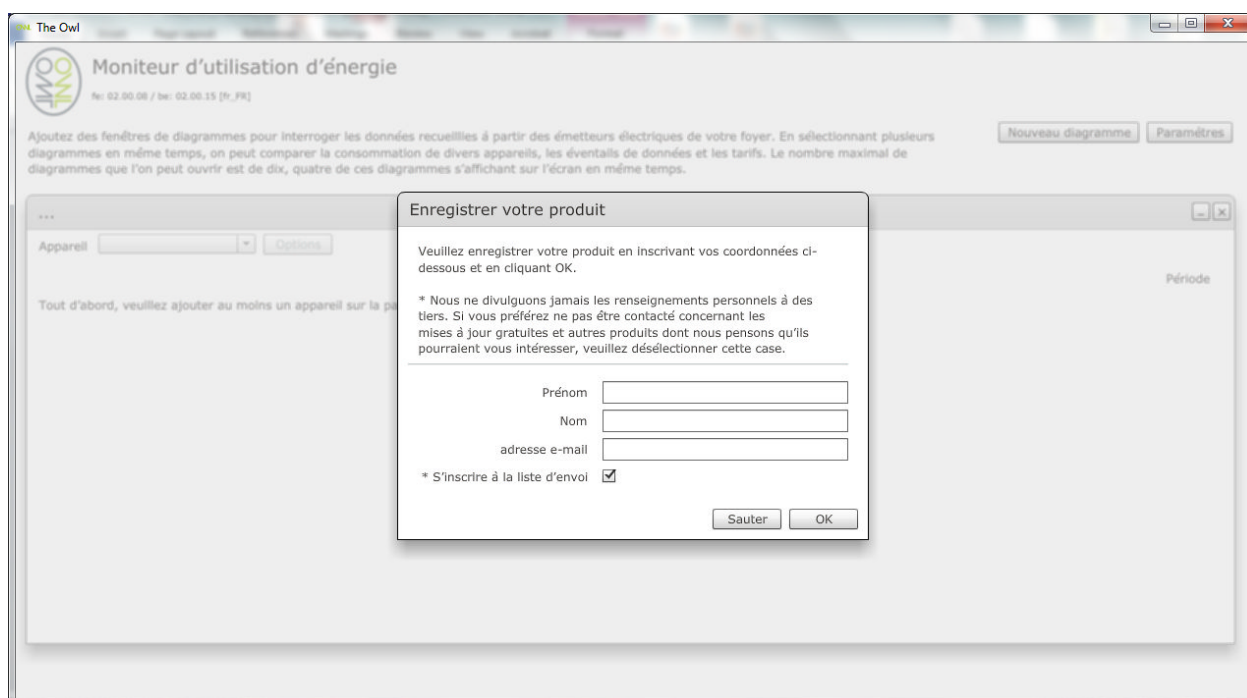 The Owl
Moniteur d'utilisation d'énergie
fe: 02.00.08 / be: 02.00.15 [fr_FR]
Ajoutez des fenêtres de diagrammes pour interroger les données recueillies á partir des émetteurs électriques de votre foyer. En sélectionnant plusieurs
diagrammes en même temps, on peut comparer la consommation de divers appareils, les éventails de données et les tarifs. Le nombre maximal de
diagrammes que l'on peut ouvrir est de dix, quatre de ces diagrammes s'affichant sur l'écran en même temps.
Nouveau diagramme
Paramétres
...
Appareil
Options
Période
Tout d'abord, veuillez ajouter au moins un appareil sur la pa
Enregistrer votre produit
Veuillez enregistrer votre produit en inscrivant vos coordonnées ci-
dessous et en cliquant OK.
* Nous ne divulguons jamais les renseignements personnels à des
tiers. Si vous préférez ne pas être contacté concernant les
mises à jour gratuites et autres produits dont nous pensons qu'ils
pourraient vous intéresser, veuillez désélectionner cette case.
Prénom
Nom
adresse e-mail
* S'inscrire à la liste d'envoi
Sauter
OK